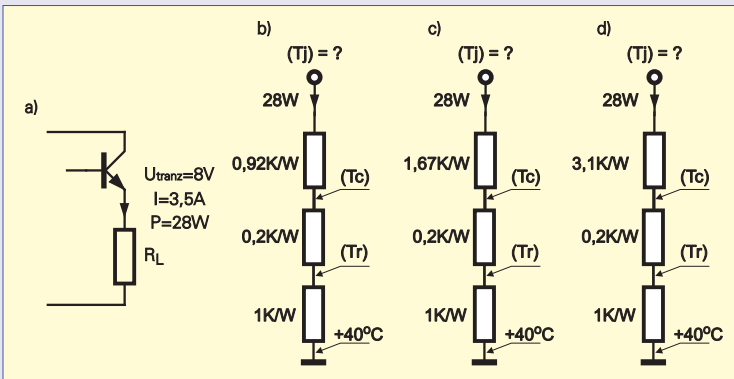 a)
Utranz=8V
I=3,5A
P=28W
RL
b)
(Tj) = ?
28W
0,92K/W
(Tc)
0,2K/W
(Tr)
1K/W
+40°C
c)
(Tj) = ?
28W
1,67K/W
(Tc)
0,2K/W
(Tr)
1K/W
+40°C
d)
(Tj) = ?
28W
3,1K/W
(Tc)
0,2K/W
(Tr)
1K/W
+40°C